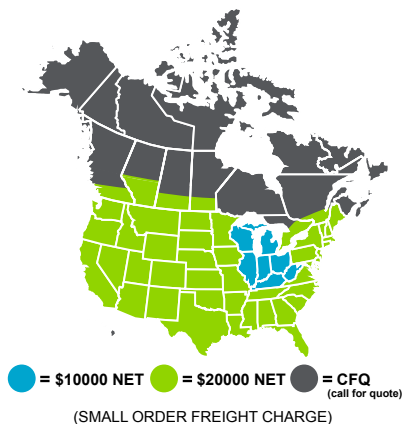 = $10000 NET = $20000 NET = CFQ
(call for quote)
(SMALL ORDER FREIGHT CHARGE)